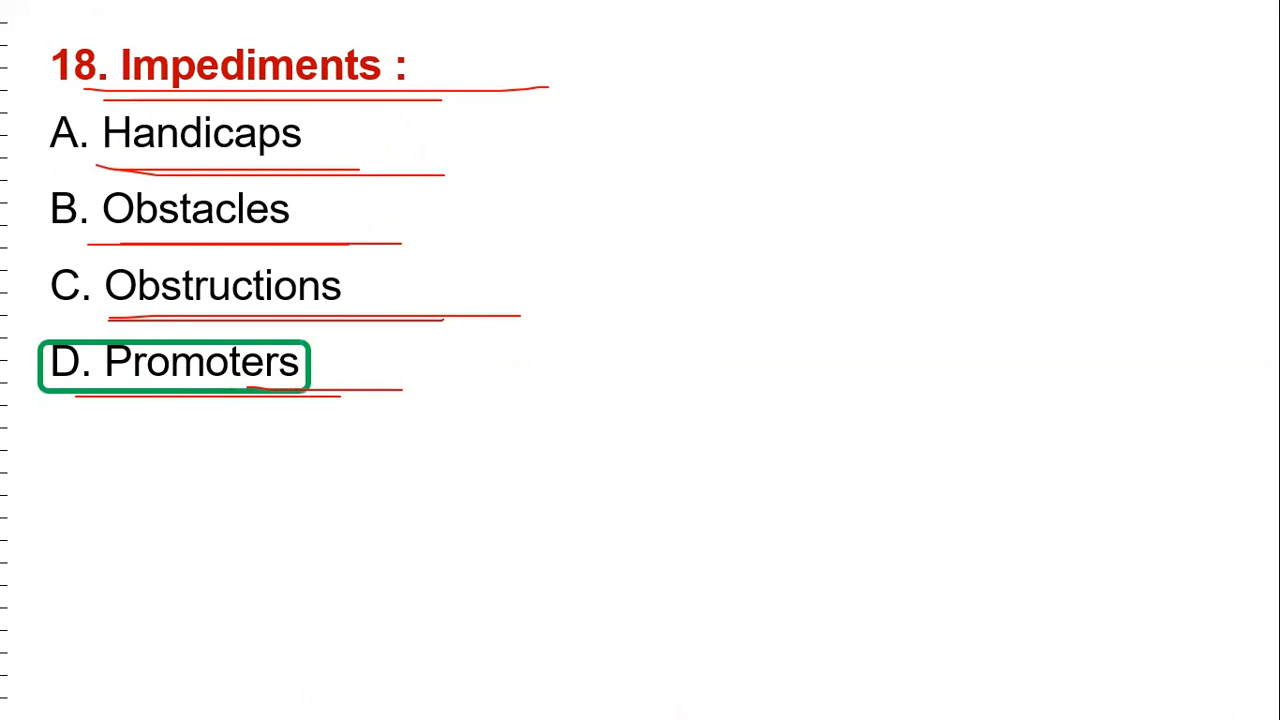 18. Impediments :
A. Handicaps
B. Obstacles
C. Obstructions
D. Promoters